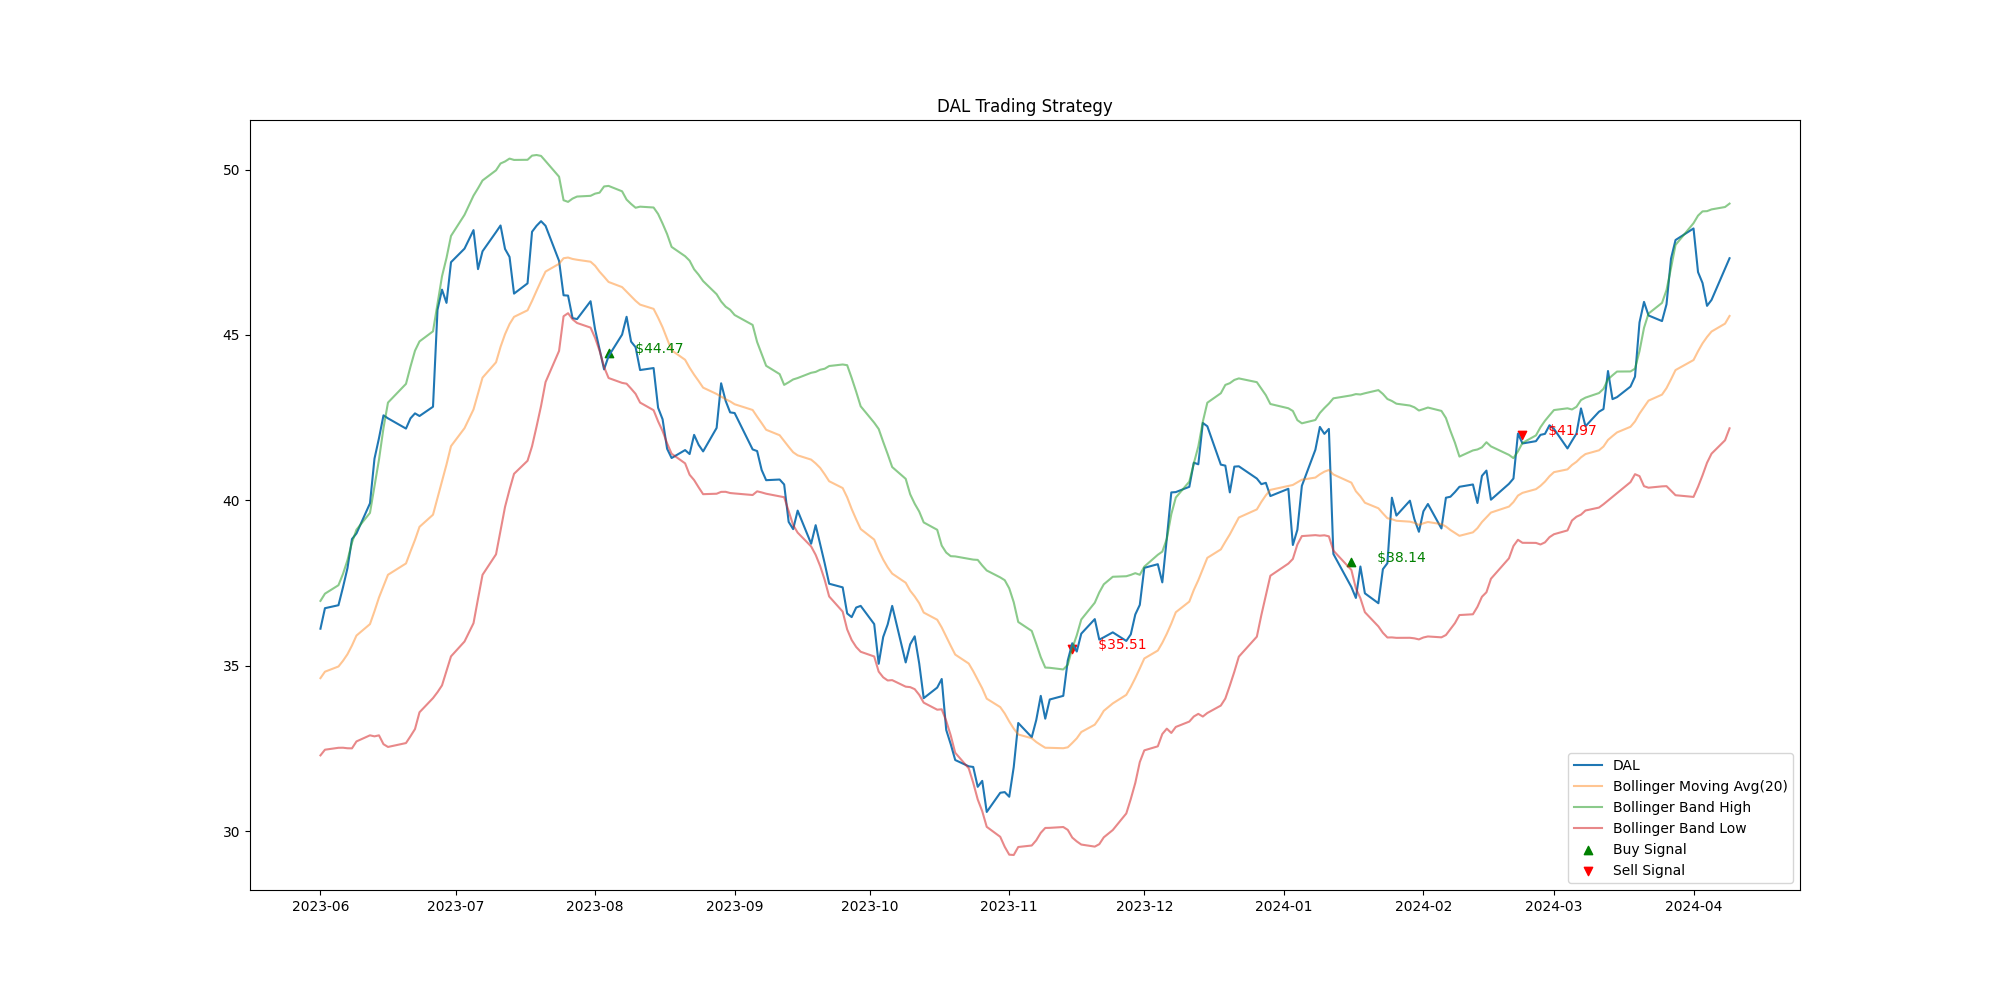 DAL Trading Strategy
50
45
40
35
30
$44.47
$41.97
$38.14
$35.51
DAL
Bollinger Moving Avg(20)
Bollinger Band High
Bollinger Band Low
Buy Signal
Sell Signal
2023-06 2023-07 2023-08 2023-09 2023-10 2023-11 2023-12 2024-01 2024-02 2024-03 2024-04